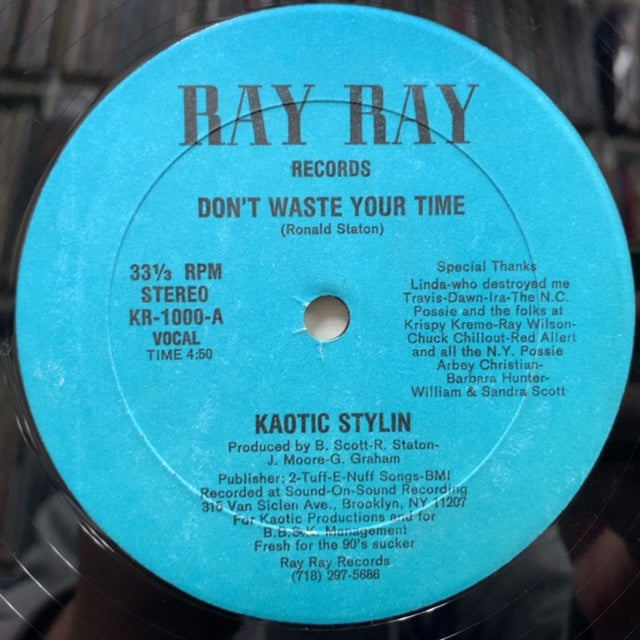 RAY RAY
RECORDS
DON'T WASTE YOUR TIME
(Ronald Staton)
33⅓ RPM
STEREO
KR-1000-A
VOCAL
TIME 4:50
Special Thanks
Linda-who destroyed me
Travis-Dawn-Ira-The N.C.
Possie and the folks at
Krispy Kreme-Ray Wilson-
Chuck Chillout-Red Allert
and all the N.Y. Possie
Arbey Christian-
Barbara Hunter-
William & Sandra Scott
KAOTIC STYLIN
Produced by B. Scott-R. Staton-
J. Moore-G. Graham
Publisher: 2-Tuff-E-Nuff Songs-BMI
Recorded at Sound-On-Sound Recording
315 Van Siclen Ave., Brooklyn, NY 11207
For Kaotic Productions and for
B.B.S.K. Management
Fresh for the 90's sucker
Ray Ray Records
(718) 297-5686